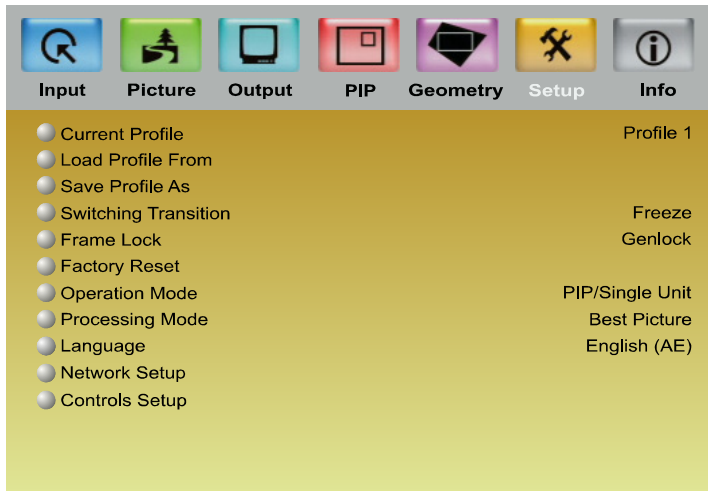 Input Picture Output PIP Geometry Setup Info
Current Profile Profile 1
Load Profile From
Save Profile As
Switching Transition Freeze
Frame Lock Genlock
Factory Reset
Operation Mode PIP/Single Unit
Processing Mode Best Picture
Language English (AE)
Network Setup
Controls Setup